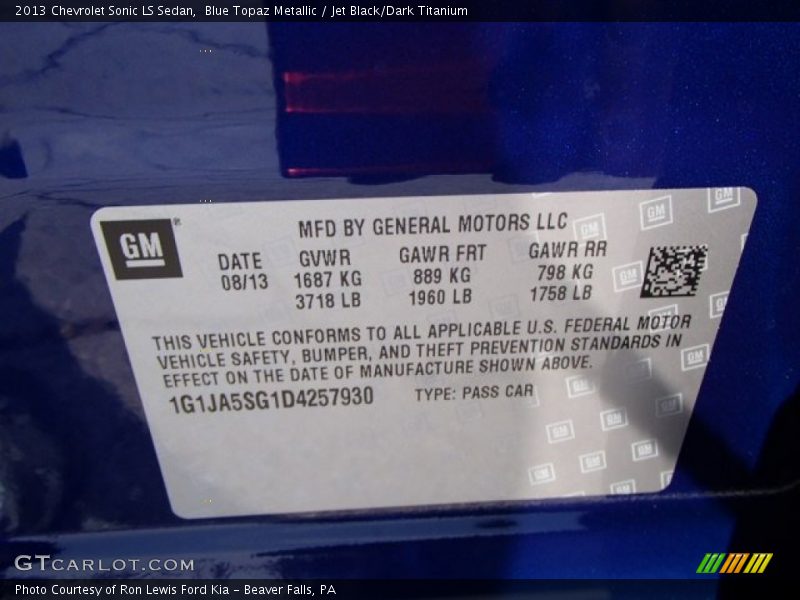 2013 Chevrolet Sonic LS Sedan,  Blue Topaz Metallic / Jet Black/Dark Titanium
GM®
MFD BY GENERAL MOTORS LLC
DATE GVWR GAWR FRT GAWR RR
08/13 1687 KG 889 KG 798 KG
3718 LB 1960 LB 1758 LB
THIS VEHICLE CONFORMS TO ALL APPLICABLE U.S. FEDERAL MOTOR
VEHICLE SAFETY, BUMPER, AND THEFT PREVENTION STANDARDS IN
EFFECT ON THE DATE OF MANUFACTURE SHOWN ABOVE.
1G1JA5SG1D4257930 TYPE: PASS CAR
GTCARLOT.COM
Photo Courtesy of Ron Lewis Ford Kia - Beaver Falls, PA